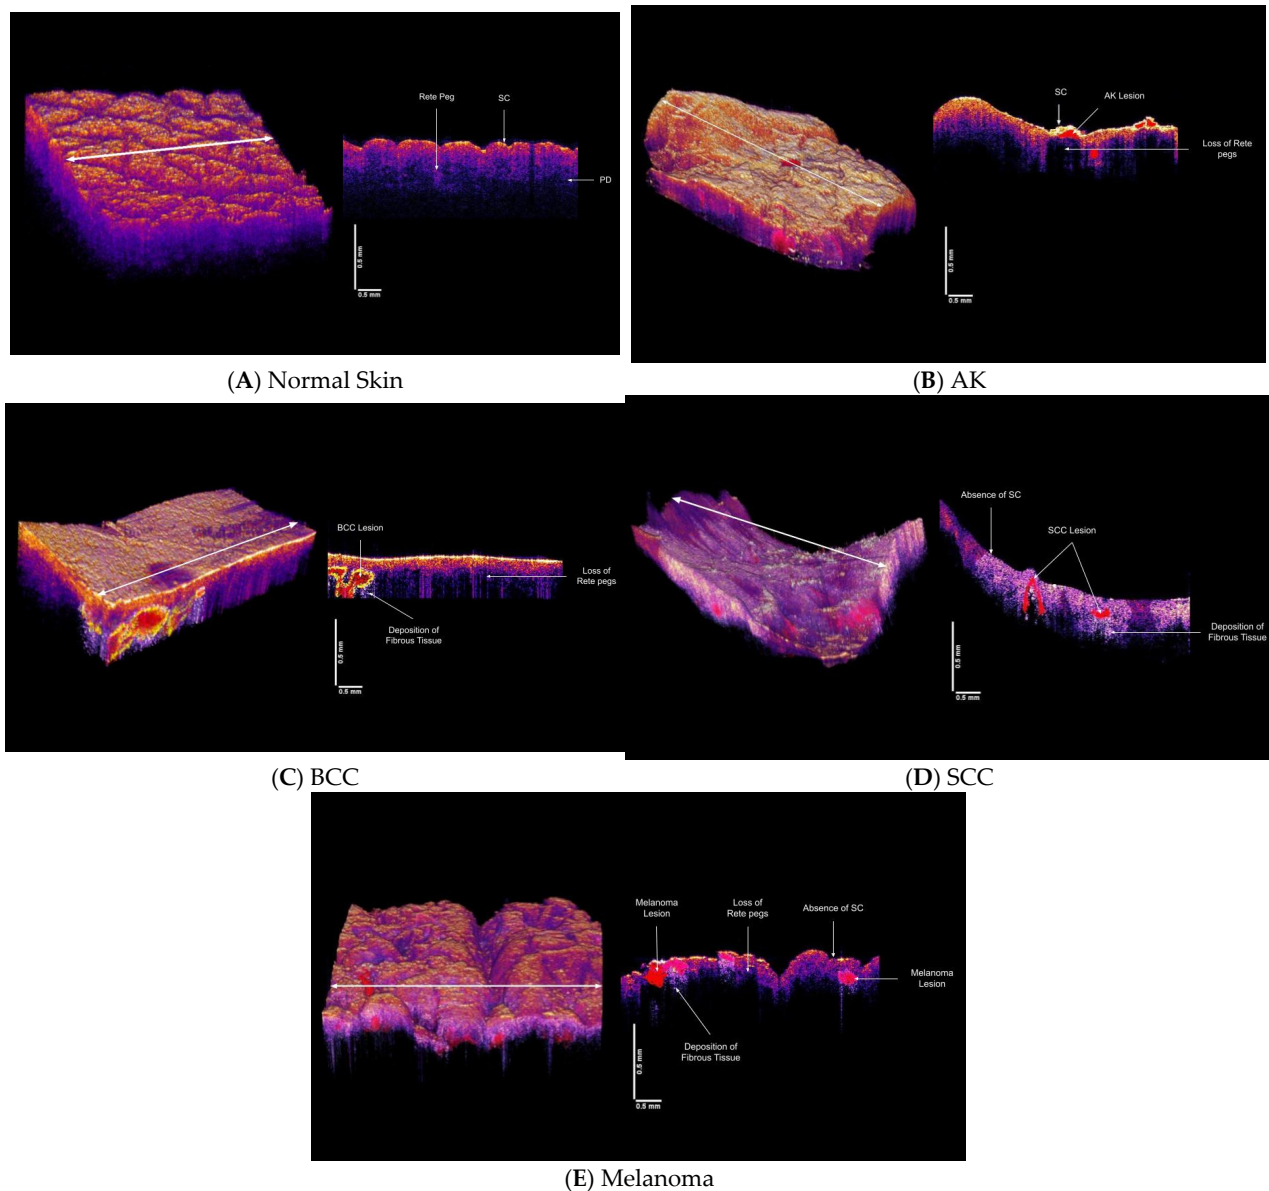 Rete Peg
SC
PD
0.5 mm
0.5 mm
(A) Normal Skin
SC
AK Lesion
Loss of Rete
pegs
0.5 mm
0.5 mm
(B) AK
BCC Lesion
Loss of
Rete pegs
Deposition of
Fibrous Tissue
0.5 mm
0.5 mm
(C) BCC
Absence of SC
SCC Lesion
Deposition of
Fibrous Tissue
0.5 mm
0.5 mm
(D) SCC
Melanoma
Lesion
Loss of
Rete pegs
Absence of SC
Melanoma
Lesion
Deposition of
Fibrous Tissue
0.5 mm
0.5 mm
(E) Melanoma